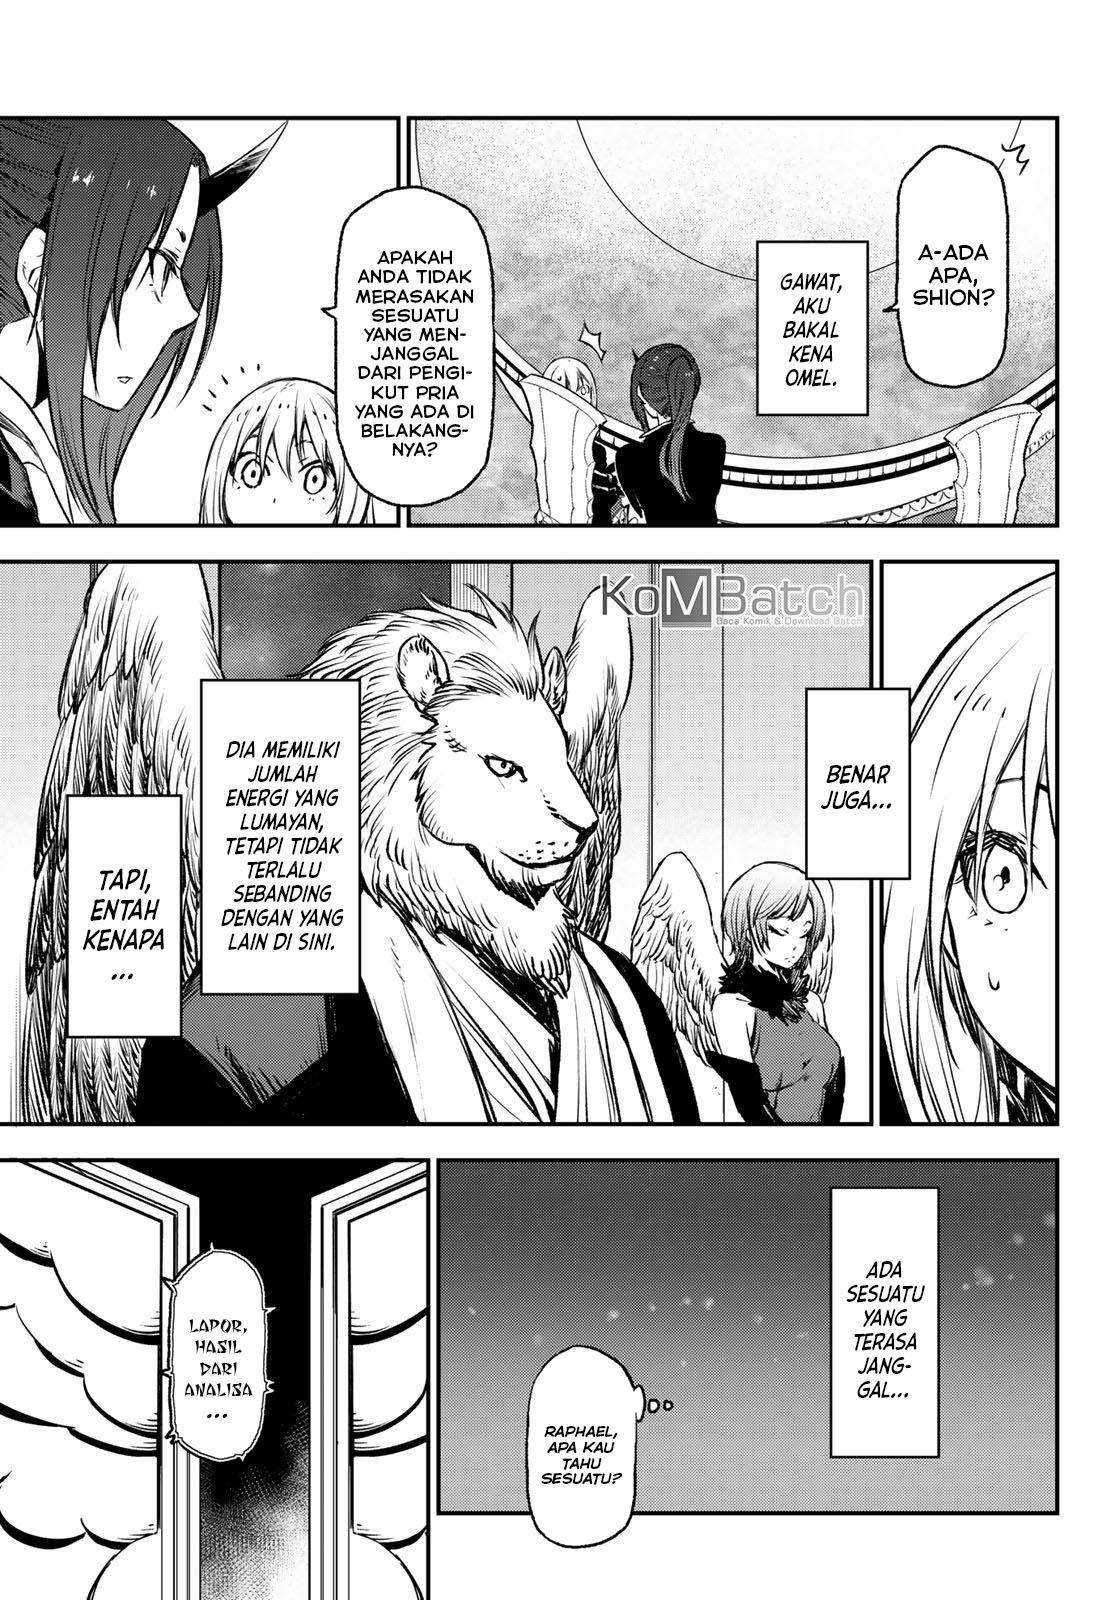 A-ADA
APA,
SHION?
GAWAT,
AKU
BAKAL
KENA
OMEL.
APAKAH
ANDA TIDAK
MERASAKAN
SESUATU
YANG MEN-
JANGGAL
DARI PENGI-
KUT PRIA
YANG ADA DI
BELAKANG-
NYA?
KoMBatch
Baca Komik & Download Batch
BENAR
JUGA...
DIA MEMILIKI
JUMLAH
ENERGI YANG
LUMAYAN,
TETAPI TIDAK
TERLALU
SEBANDING
DENGAN YANG
LAIN DI SINI.
TAPI,
ENTAH
KENAPA
...
ADA
SESUATU
YANG
TERASA
JANG-
GAL...
RAPHAEL,
APA KAU
TAHU
SESUATU?
LAPOR,
HASIL
DARI
ANALISA
...